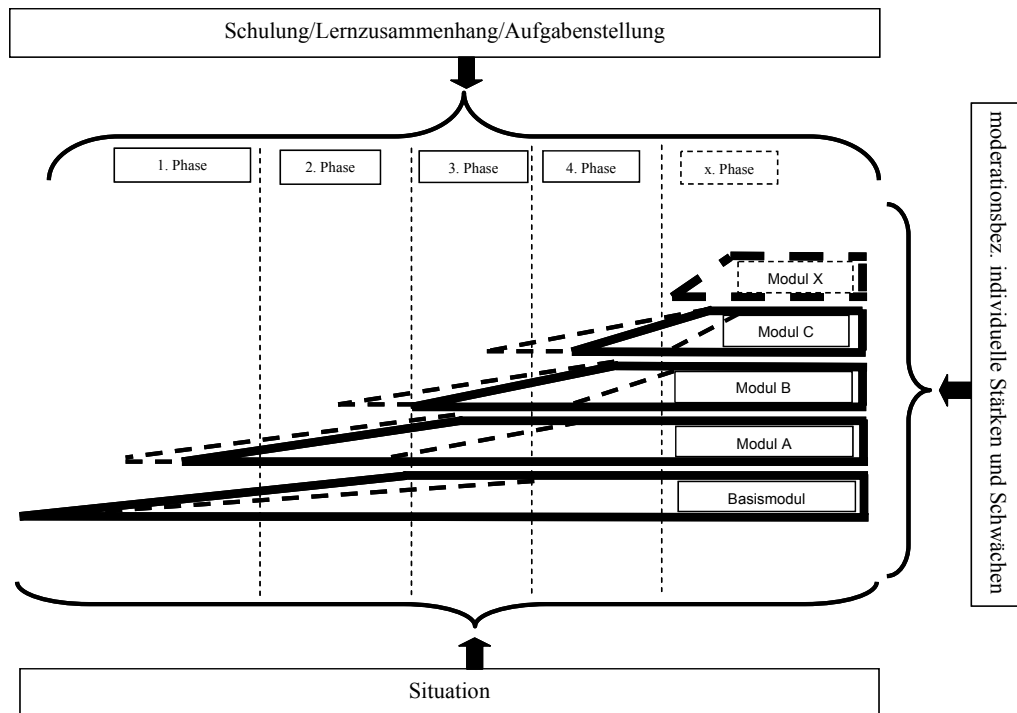 Schulung/Lernzusammenhang/Aufgabenstellung
1. Phase
2. Phase
3. Phase
4. Phase
x. Phase
Modul X
Modul C
Modul B
Modul A
Basismodul
moderationsbez. individuelle Stärken und Schwächen
Situation